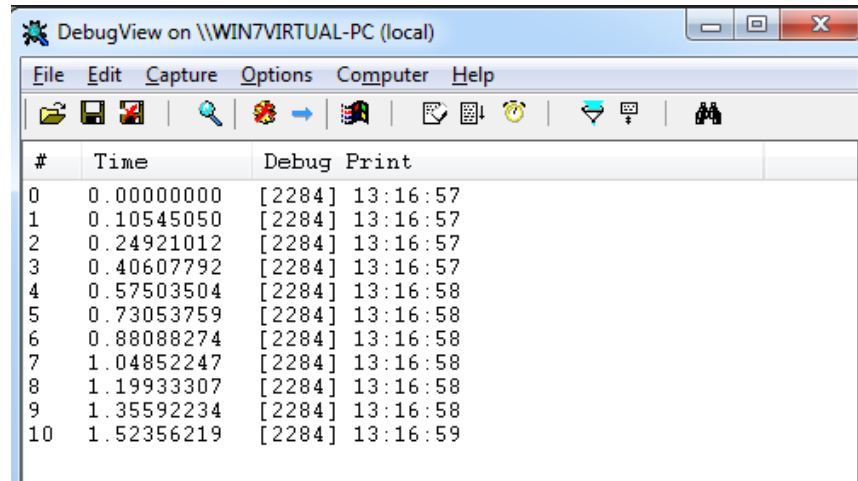 DebugView on \\WIN7VIRTUAL-PC (local)
File Edit Capture Options Computer Help
# Time Debug Print
0 0.00000000 [2284] 13:16:57
1 0.10545050 [2284] 13:16:57
2 0.24921012 [2284] 13:16:57
3 0.40607792 [2284] 13:16:57
4 0.57503504 [2284] 13:16:58
5 0.73053759 [2284] 13:16:58
6 0.88088274 [2284] 13:16:58
7 1.04852247 [2284] 13:16:58
8 1.19933307 [2284] 13:16:58
9 1.35592234 [2284] 13:16:58
10 1.52356219 [2284] 13:16:59